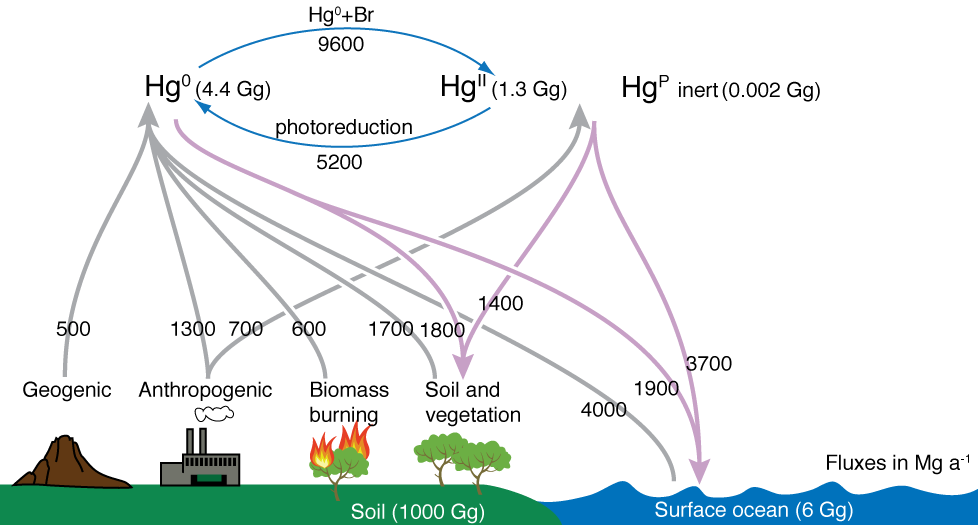 Hg⁰+Br
9600
Hg⁰ (4.4 Gg)
Hgᴵᴵ (1.3 Gg)
Hgᴾ inert (0.002 Gg)
photoreduction
5200
1400
500
1300
700
600
1700
1800
3700
1900
4000
Geogenic
Anthropogenic
Biomass
burning
Soil and
vegetation
Fluxes in Mg a⁻¹
Soil (1000 Gg)
Surface ocean (6 Gg)